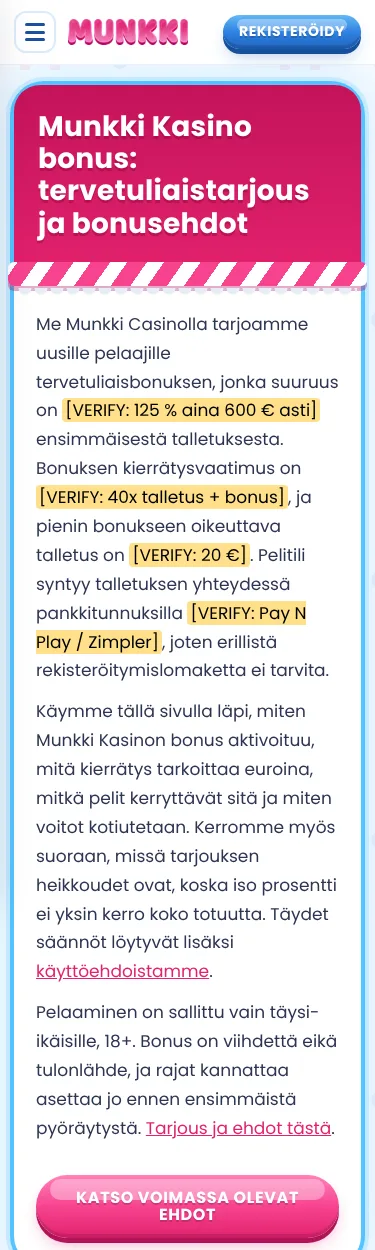 MUNKKI
REKISTERÖIDY
Munkki Kasino
bonus:
tervetuliaistarjous
ja bonusehdot
Me Munkki Casinolla tarjoamme
uusille pelaajille
tervetuliaisbonuksen, jonka suuruus
on [VERIFY: 125 % aina 600 € asti]
ensimmäisestä talletuksesta.
Bonuksen kierrätysvaatimus on
[VERIFY: 40x talletus + bonus], ja
pienin bonukseen oikeuttava
talletus on [VERIFY: 20 €]. Pelitili
syntyy talletuksen yhteydessä
pankkitunnuksilla [VERIFY: Pay N
Play / Zimpler], joten erillistä
rekisteröitymislomaketta ei tarvita.
Käymme tällä sivulla läpi, miten
Munkki Kasinon bonus aktivoituu,
mitä kierrätys tarkoittaa euroina,
mitkä pelit kerryttävät sitä ja miten
voitot kotiutetaan. Kerromme myös
suoraan, missä tarjouksen
heikkoudet ovat, koska iso prosentti
ei yksin kerro koko totuutta. Täydet
säännöt löytyvät lisäksi
käyttöehdoistamme.
Pelaaminen on sallittu vain täysi-
ikäisille, 18+. Bonus on viihdettä eikä
tulonlähde, ja rajat kannattaa
asettaa jo ennen ensimmäistä
pyöräytystä. Tarjous ja ehdot tästä.
KATSO VOIMASSA OLEVAT
EHDOT